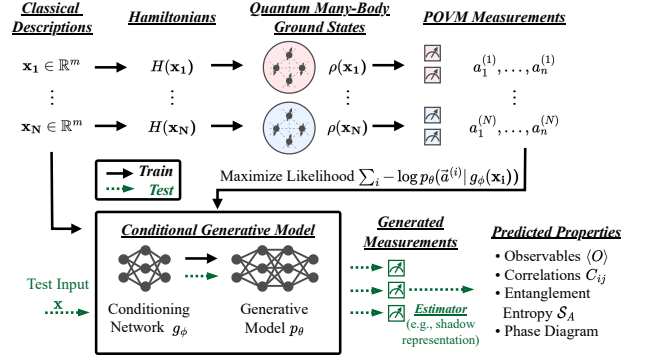 Classical Descriptions
Hamiltonians
Quantum Many-Body Ground States
POVM Measurements
x₁ ∈ ℝᵐ
H(x₁)
ρ(x₁)
a₁⁽¹⁾, . . . , aₙ⁽¹⁾
⋮ ⋮ ⋮ ⋮
x_N ∈ ℝᵐ
H(x_N)
ρ(x_N)
a₁⁽ᴺ⁾, . . . , aₙ⁽ᴺ⁾
Train
Test
Maximize Likelihood ∑ᵢ − log p_θ(a⃗⁽ⁱ⁾| g_ϕ(xᵢ))
Conditional Generative Model
Conditioning
Network g_ϕ
Generative
Model p_θ
Test Input
x
Generated
Measurements
Estimator
(e.g., shadow
representation)
Predicted Properties
• Observables ⟨O⟩
• Correlations C_ij
• Entanglement
Entropy 𝒮_A
• Phase Diagram